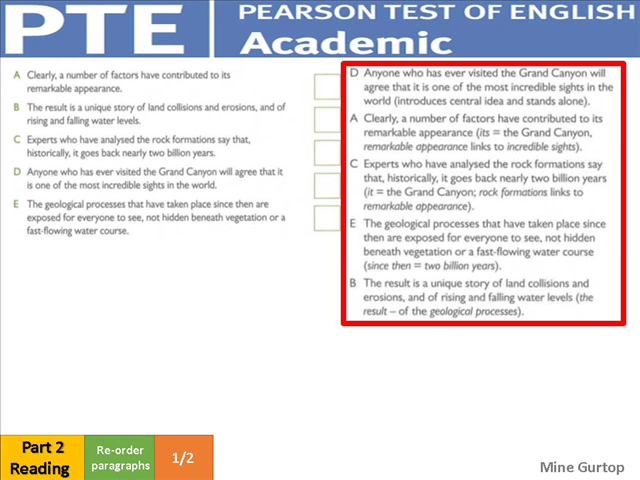 PTE
PEARSON TEST OF ENGLISH
Academic
A Clearly, a number of factors have contributed to its
remarkable appearance.
B The result is a unique story of land collisions and erosions, and of
rising and falling water levels.
C Experts who have analysed the rock formations say that,
historically, it goes back nearly two billion years.
D Anyone who has ever visited the Grand Canyon will agree that it
is one of the most incredible sights in the world.
E The geological processes that have taken place since then are
exposed for everyone to see, not hidden beneath vegetation or a
fast-flowing water course.
D Anyone who has ever visited the Grand Canyon will
agree that it is one of the most incredible sights in the
world (introduces central idea and stands alone).
A Clearly, a number of factors have contributed to its
remarkable appearance (its = the Grand Canyon,
remarkable appearance links to incredible sights).
C Experts who have analysed the rock formations say
that, historically, it goes back nearly two billion years
(it = the Grand Canyon; rock formations links to
remarkable appearance).
E The geological processes that have taken place since
then are exposed for everyone to see, not hidden
beneath vegetation or a fast-flowing water course
(since then = two billion years).
B The result is a unique story of land collisions and
erosions, and of rising and falling water levels (the
result – of the geological processes).
Part 2
Reading
Re-order
paragraphs
1/2
Mine Gurtop